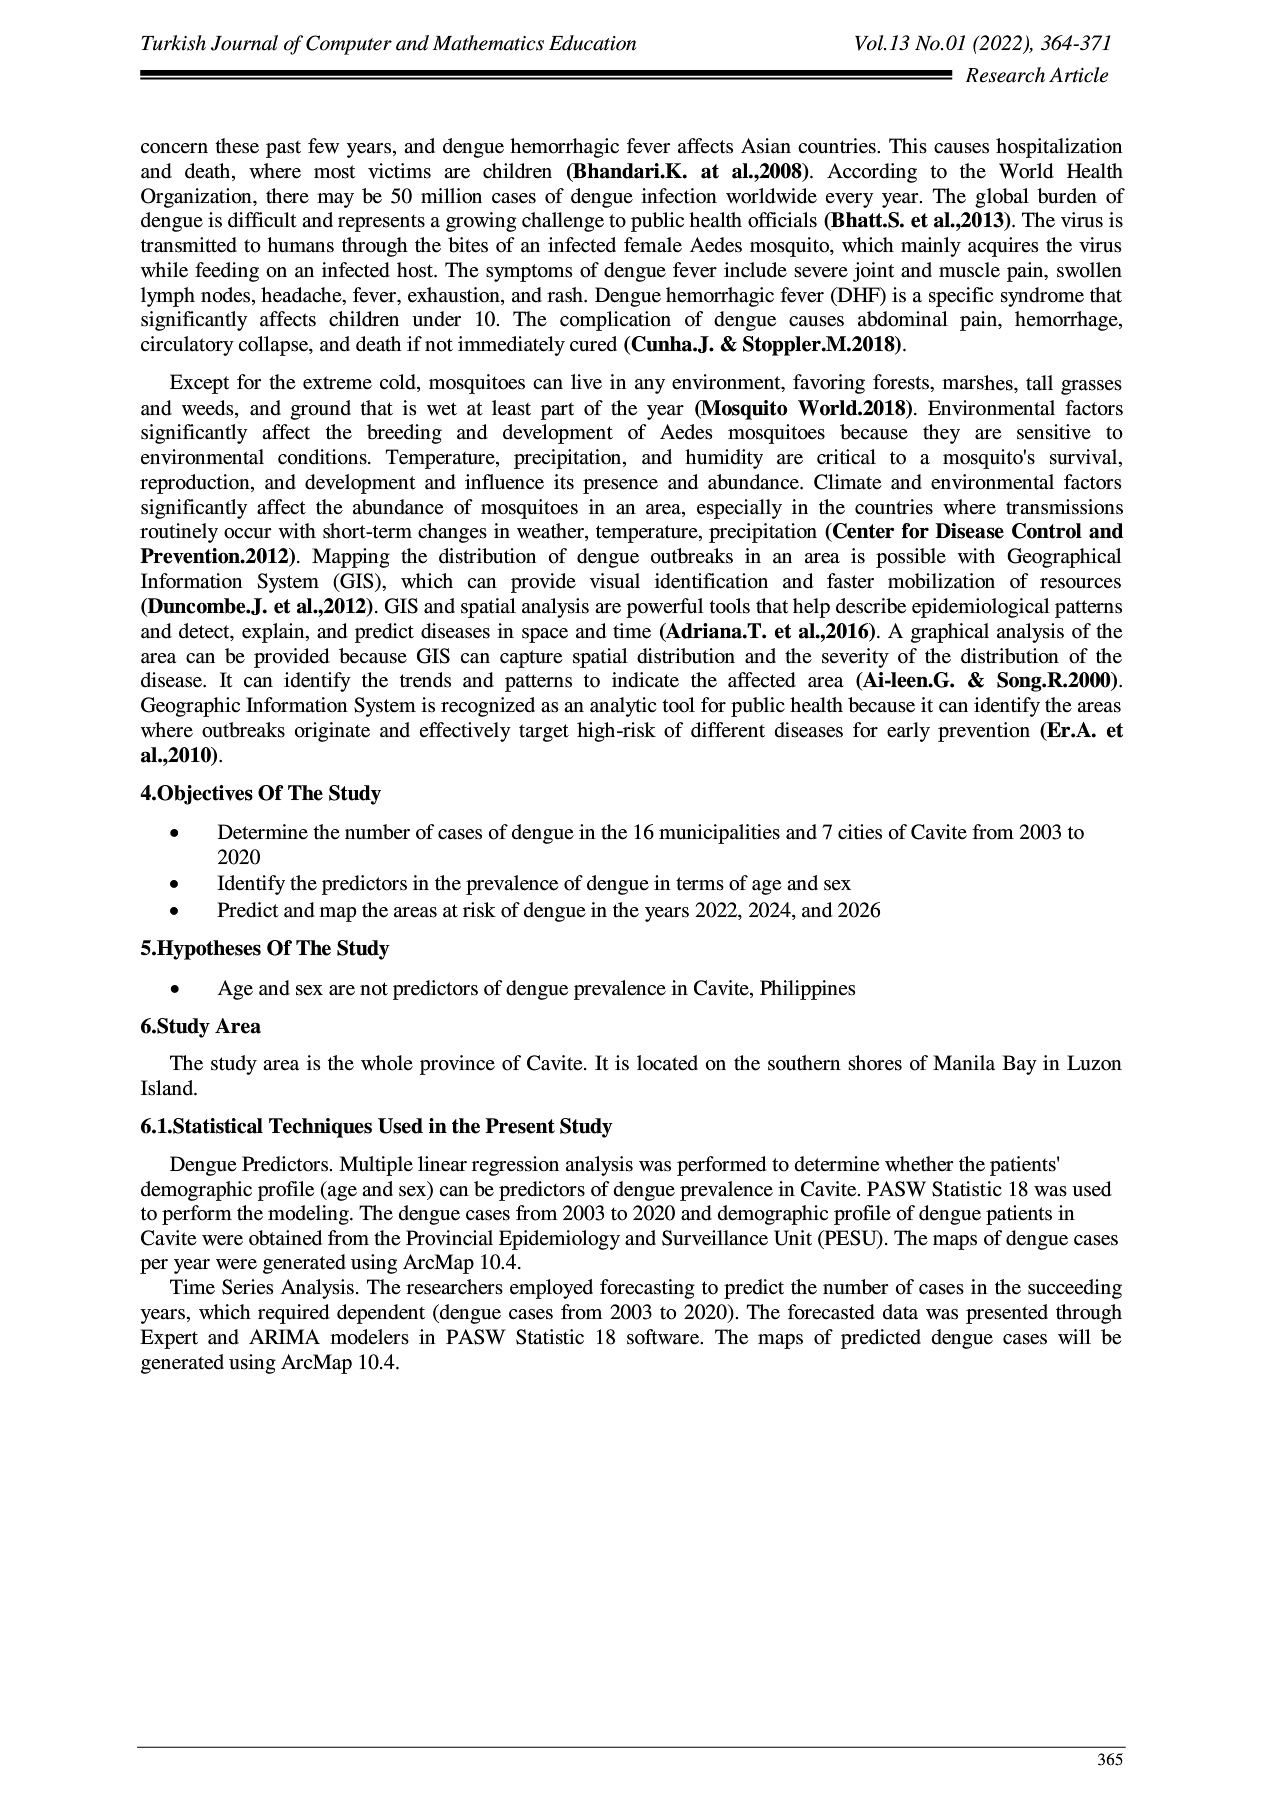 Turkish Journal of Computer and Mathematics Education Vol.13 No.01 (2022), 364-371
Research Article
concern these past few years, and dengue hemorrhagic fever affects Asian countries. This causes hospitalization
and death, where most victims are children (Bhandari.K. at al.,2008). According to the World Health
Organization, there may be 50 million cases of dengue infection worldwide every year. The global burden of
dengue is difficult and represents a growing challenge to public health officials (Bhatt.S. et al.,2013). The virus is
transmitted to humans through the bites of an infected female Aedes mosquito, which mainly acquires the virus
while feeding on an infected host. The symptoms of dengue fever include severe joint and muscle pain, swollen
lymph nodes, headache, fever, exhaustion, and rash. Dengue hemorrhagic fever (DHF) is a specific syndrome that
significantly affects children under 10. The complication of dengue causes abdominal pain, hemorrhage,
circulatory collapse, and death if not immediately cured (Cunha.J. & Stoppler.M.2018).
Except for the extreme cold, mosquitoes can live in any environment, favoring forests, marshes, tall grasses
and weeds, and ground that is wet at least part of the year (Mosquito World.2018). Environmental factors
significantly affect the breeding and development of Aedes mosquitoes because they are sensitive to
environmental conditions. Temperature, precipitation, and humidity are critical to a mosquito's survival,
reproduction, and development and influence its presence and abundance. Climate and environmental factors
significantly affect the abundance of mosquitoes in an area, especially in the countries where transmissions
routinely occur with short-term changes in weather, temperature, precipitation (Center for Disease Control and
Prevention.2012). Mapping the distribution of dengue outbreaks in an area is possible with Geographical
Information System (GIS), which can provide visual identification and faster mobilization of resources
(Duncombe.J. et al.,2012). GIS and spatial analysis are powerful tools that help describe epidemiological patterns
and detect, explain, and predict diseases in space and time (Adriana.T. et al.,2016). A graphical analysis of the
area can be provided because GIS can capture spatial distribution and the severity of the distribution of the
disease. It can identify the trends and patterns to indicate the affected area (Ai-leen.G. & Song.R.2000).
Geographic Information System is recognized as an analytic tool for public health because it can identify the areas
where outbreaks originate and effectively target high-risk of different diseases for early prevention (Er.A. et
al.,2010).
4.Objectives Of The Study
• Determine the number of cases of dengue in the 16 municipalities and 7 cities of Cavite from 2003 to
2020
• Identify the predictors in the prevalence of dengue in terms of age and sex
• Predict and map the areas at risk of dengue in the years 2022, 2024, and 2026
5.Hypotheses Of The Study
• Age and sex are not predictors of dengue prevalence in Cavite, Philippines
6.Study Area
The study area is the whole province of Cavite. It is located on the southern shores of Manila Bay in Luzon
Island.
6.1.Statistical Techniques Used in the Present Study
Dengue Predictors. Multiple linear regression analysis was performed to determine whether the patients'
demographic profile (age and sex) can be predictors of dengue prevalence in Cavite. PASW Statistic 18 was used
to perform the modeling. The dengue cases from 2003 to 2020 and demographic profile of dengue patients in
Cavite were obtained from the Provincial Epidemiology and Surveillance Unit (PESU). The maps of dengue cases
per year were generated using ArcMap 10.4.
Time Series Analysis. The researchers employed forecasting to predict the number of cases in the succeeding
years, which required dependent (dengue cases from 2003 to 2020). The forecasted data was presented through
Expert and ARIMA modelers in PASW Statistic 18 software. The maps of predicted dengue cases will be
generated using ArcMap 10.4.
365